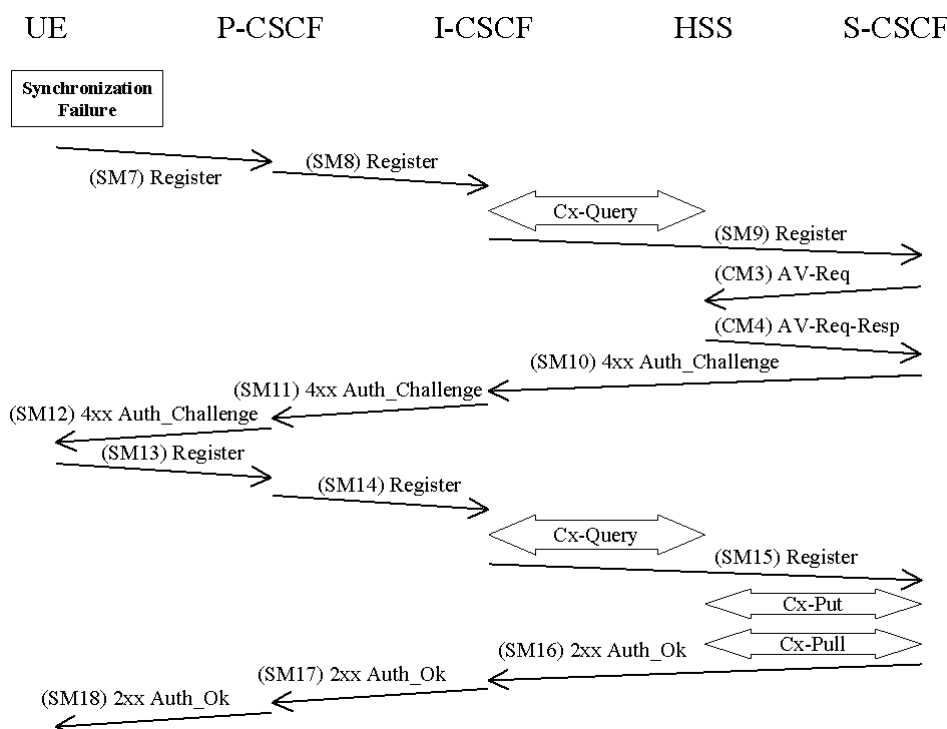 UE P-CSCF I-CSCF HSS S-CSCF
Synchronization
Failure
(SM7) Register
(SM8) Register
Cx-Query
(SM9) Register
(CM3) AV-Req
(CM4) AV-Req-Resp
(SM10) 4xx Auth_Challenge
(SM11) 4xx Auth_Challenge
(SM12) 4xx Auth_Challenge
(SM13) Register
(SM14) Register
Cx-Query
(SM15) Register
Cx-Put
Cx-Pull
(SM16) 2xx Auth_Ok
(SM17) 2xx Auth_Ok
(SM18) 2xx Auth_Ok